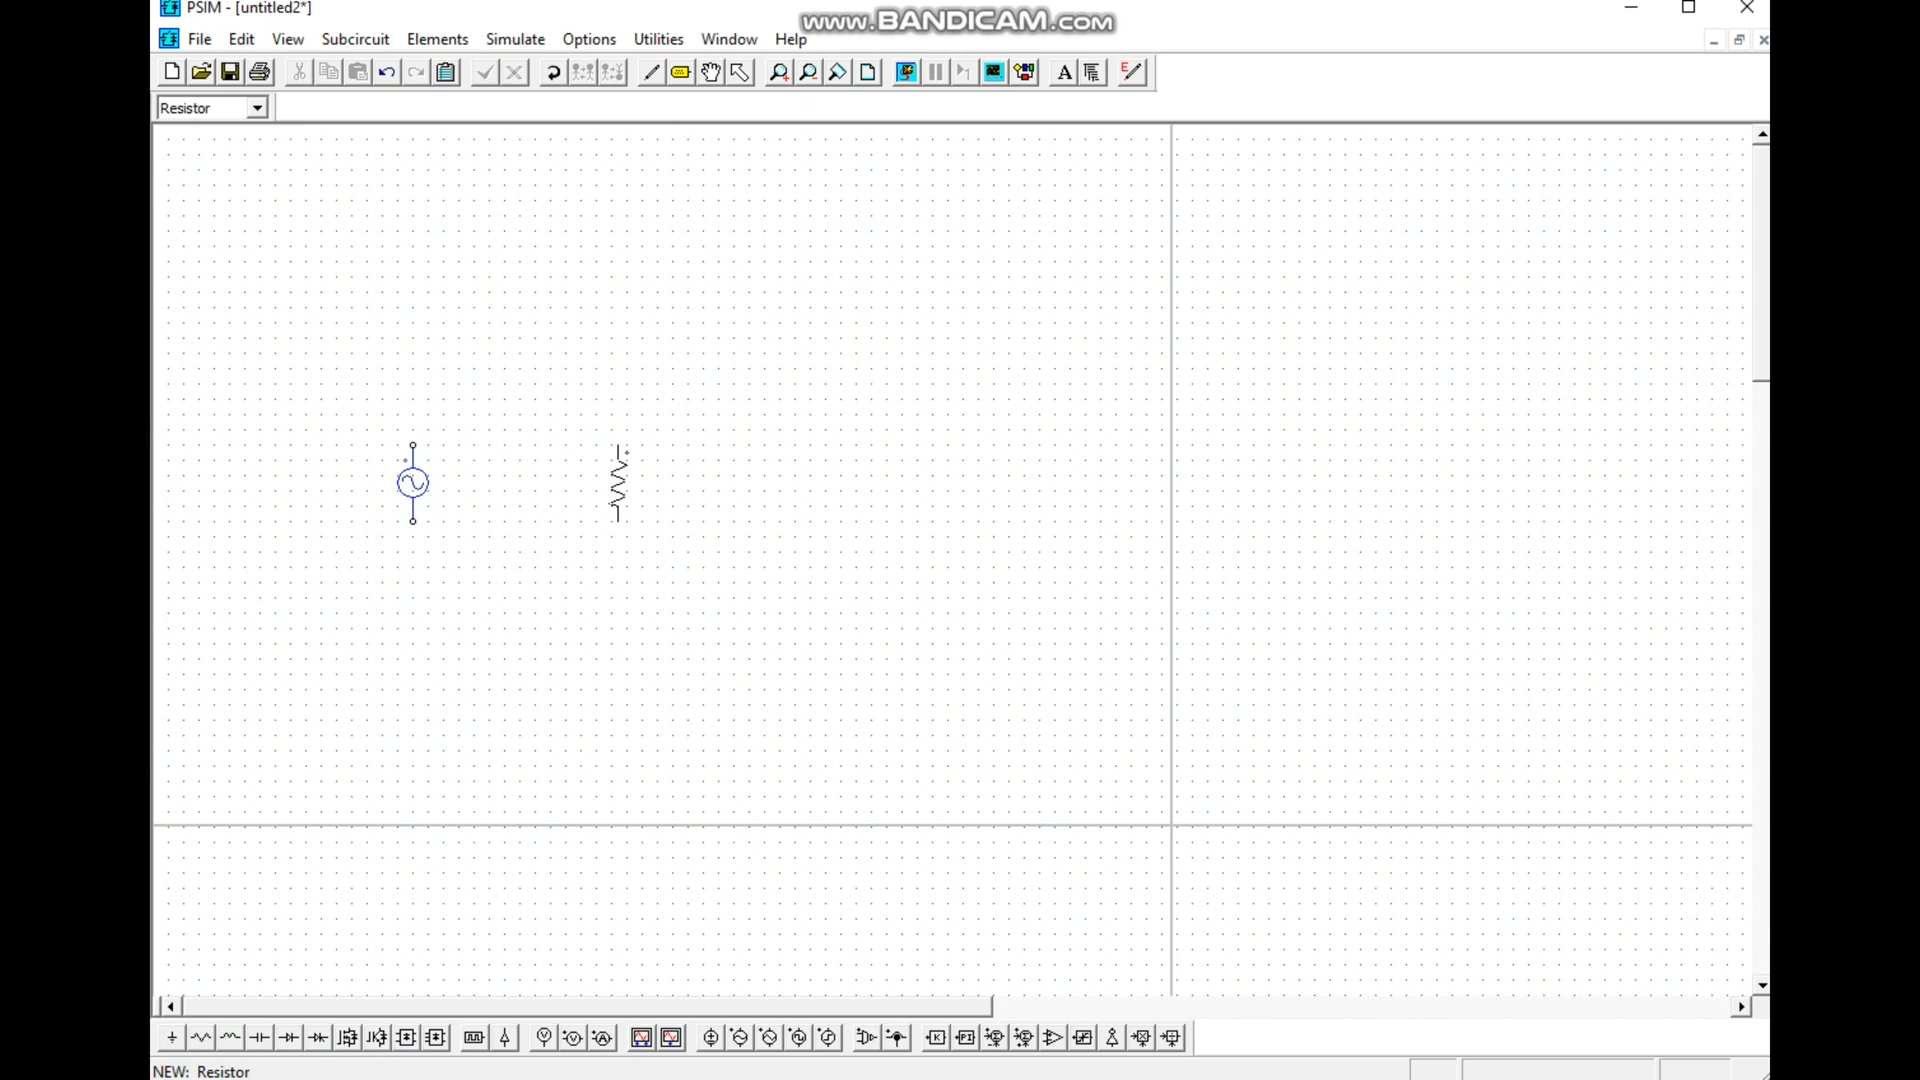 PSIM - [untitled2*]
www.BANDICAM.com
File Edit View Subcircuit Elements Simulate Options Utilities Window Help
Resistor
NEW: Resistor